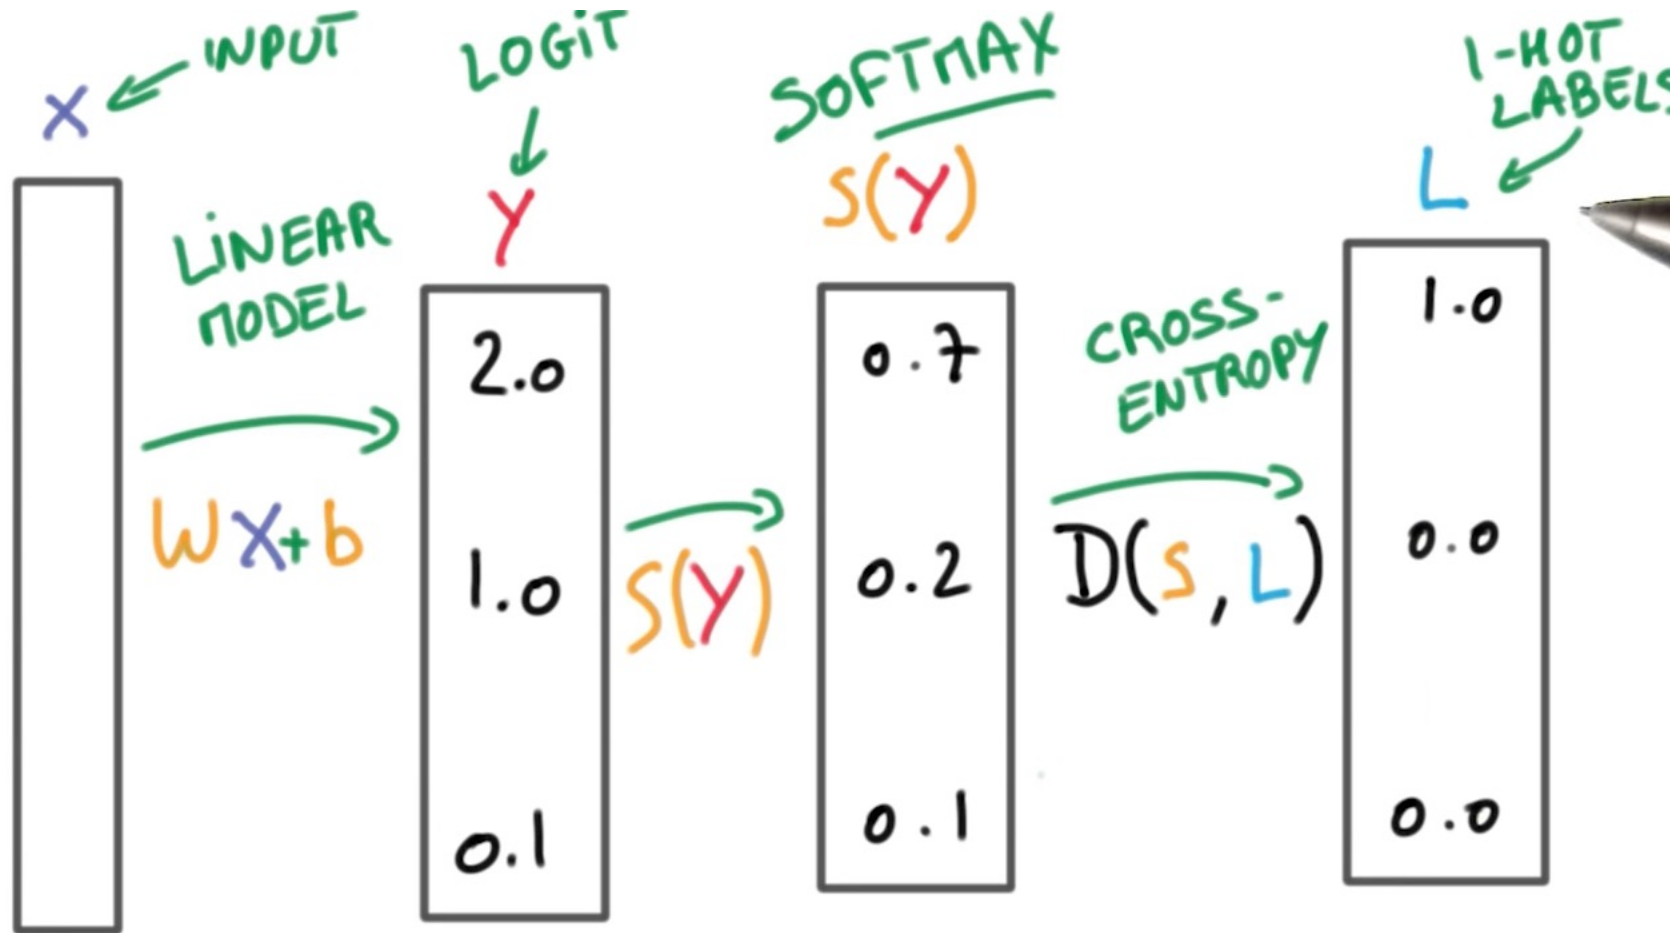 X
INPUT
LINEAR
MODEL
WX+b
LOGIT
Y
2.0
1.0
0.1
S(Y)
SOFTMAX
S(Y)
0.7
0.2
0.1
CROSS-
ENTROPY
D(S,L)
1-HOT
LABELS
L
1.0
0.0
0.0